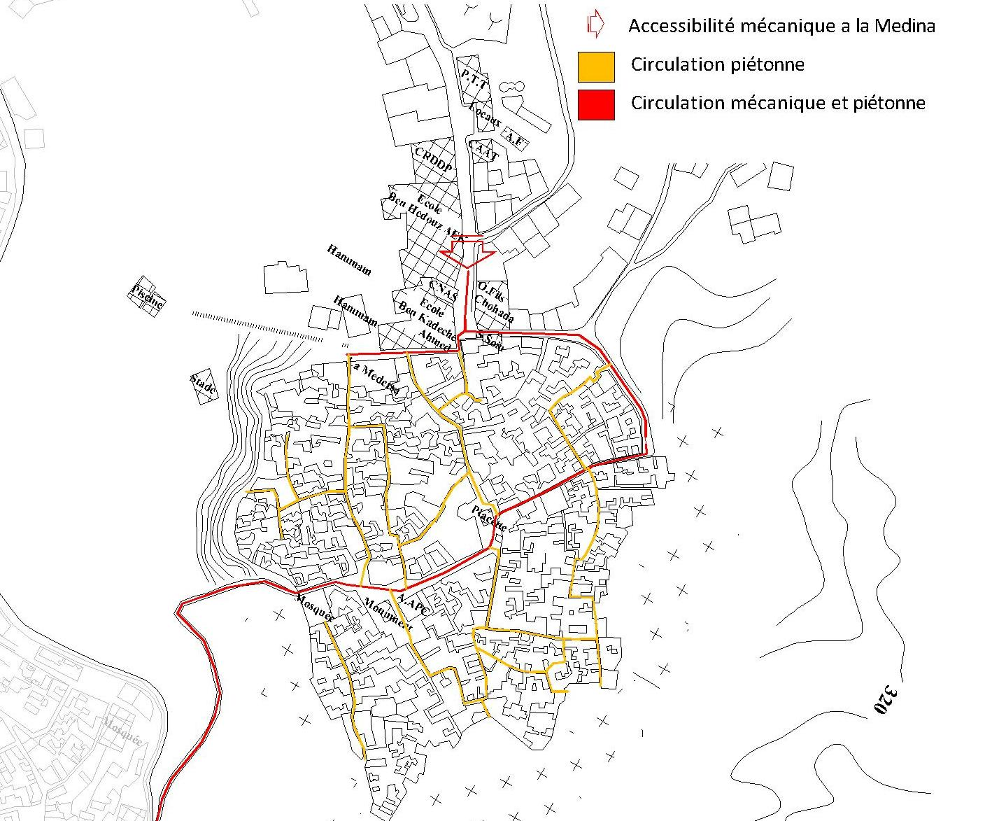 Accessibilité mécanique a la Medina
Circulation piétonne
Circulation mécanique et piétonne
P.T.T
Locaux
A.F
CAAT
CRDDP
Ecole
Ben Hedouz AEK
Hammam
CNAS
O.Fils
Chohada
Piscine
Hammam
Ecole
Ben Kadeche
Ahmed
Stade
La Medersa
Placette
Mosquée
Monument
A.APC
320
Mosquée